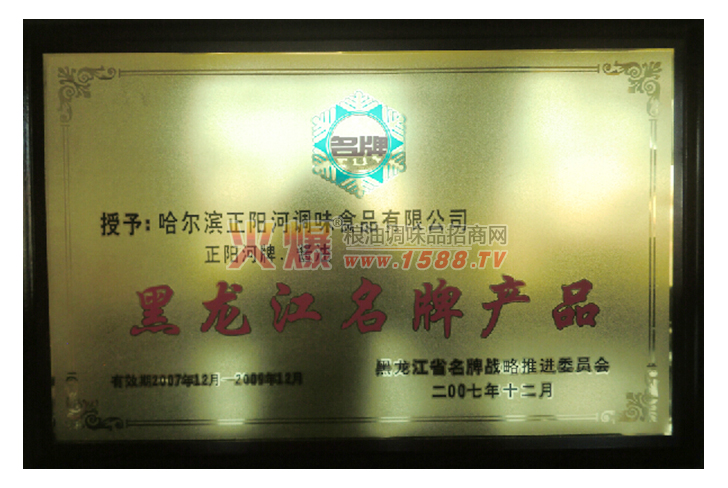 名牌
授予：哈尔滨正阳河调味食品有限公司
正阳河牌、酱油
火爆® 粮油调味品招商网
www.1588.TV
黑龙江名牌产品
有效期2007年12月—2009年12月
黑龙江省名牌战略推进委员会
二00七年十二月